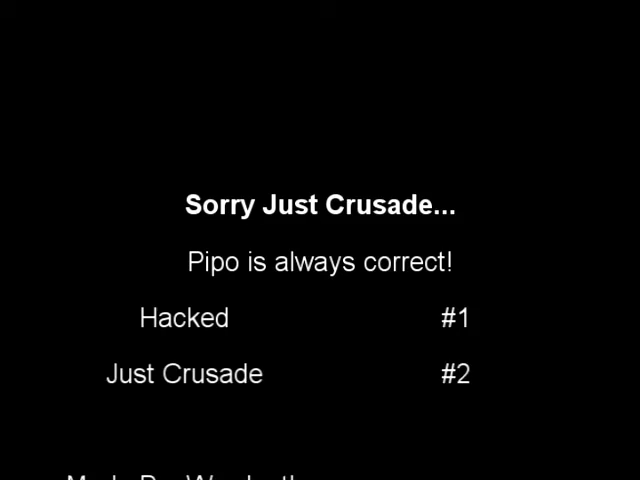 Sorry Just Crusade...
Pipo is always correct!
Hacked #1
Just Crusade #2